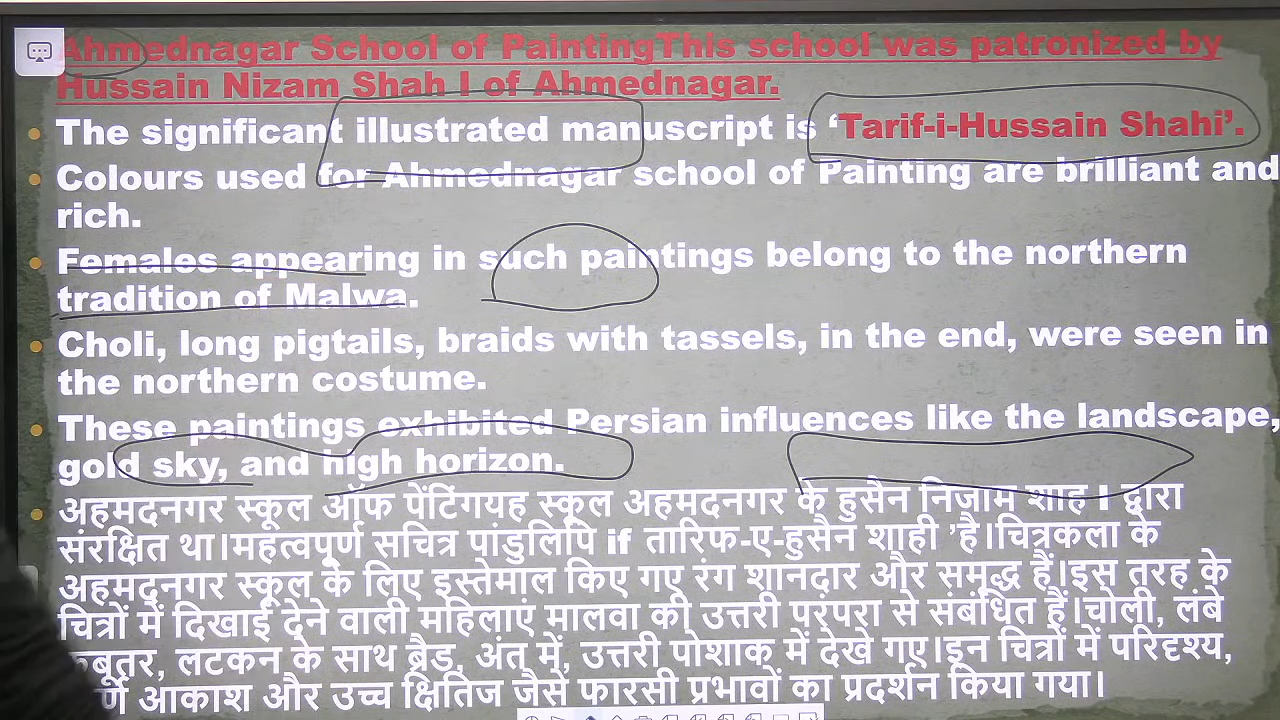 Ahmednagar School of PaintingThis school was patronized by
Hussain Nizam Shah I of Ahmednagar.
The significant illustrated manuscript is ‘Tarif-i-Hussain Shahi’.
Colours used for Ahmednagar school of Painting are brilliant and
rich.
Females appearing in such paintings belong to the northern
tradition of Malwa.
Choli, long pigtails, braids with tassels, in the end, were seen in
the northern costume.
These paintings exhibited Persian influences like the landscape,
gold sky, and high horizon.
अहमदनगर स्कूल ऑफ पेंटिंगयह स्कूल अहमदनगर के हुसैन निज़ाम शाह I द्वारा
संरक्षित था।महत्वपूर्ण सचित्र पांडुलिपि if तारिफ-ए-हुसैन शाही ’है।चित्रकला के
अहमदनगर स्कूल के लिए इस्तेमाल किए गए रंग शानदार और समृद्ध हैं।इस तरह के
चित्रों में दिखाई देने वाली महिलाएं मालवा की उत्तरी परंपरा से संबंधित हैं।चोली, लंबे
लटकन के साथ ब्रैड, अंत में, उत्तरी पोशाक में देखे गए।इन चित्रों में परिदृश्य,
आकाश और उच्च क्षितिज जैसे फारसी प्रभावों का प्रदर्शन किया गया।